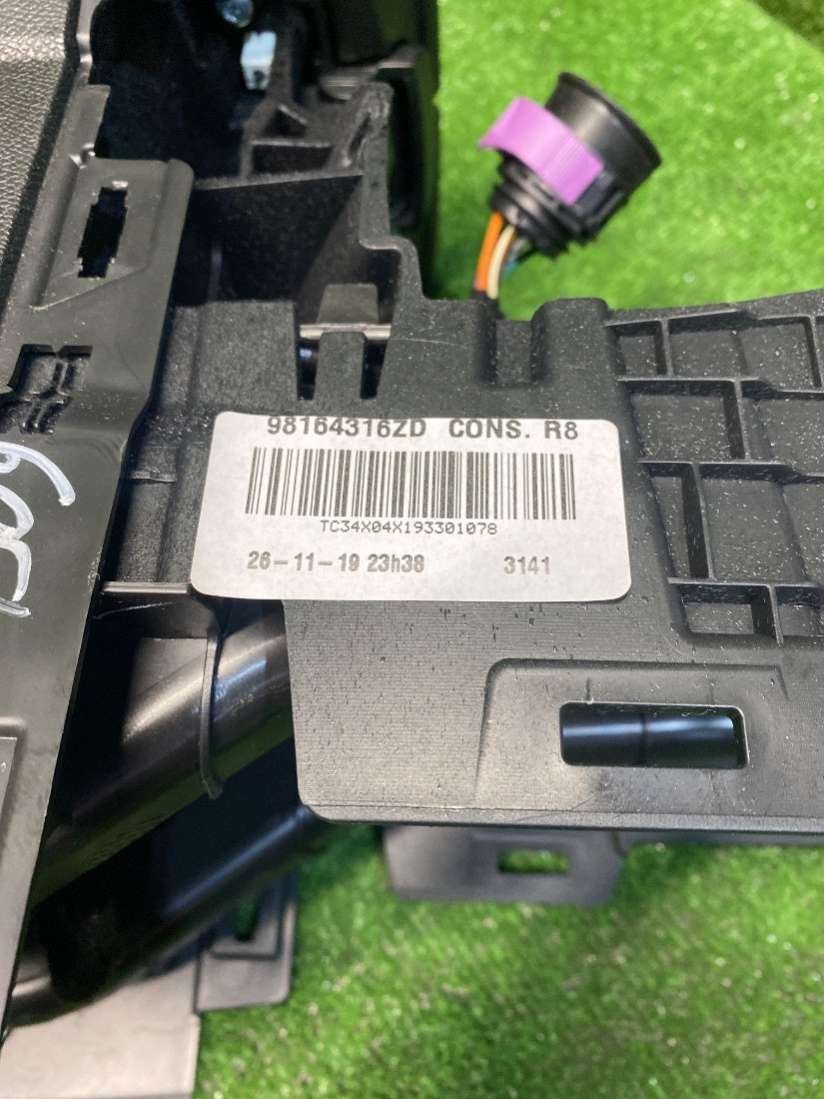 98164316ZD CONS. R8
TC34X04X193301078
26-11-19 23h38 3141